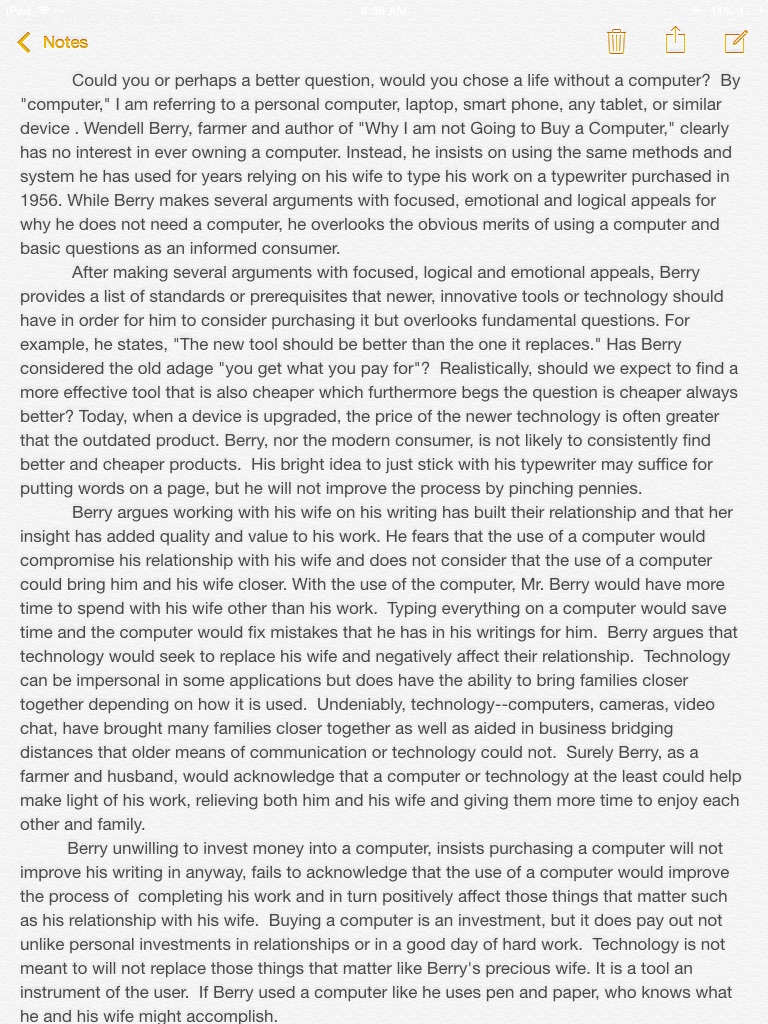 iPad
8:36 AM
14%
Notes
Could you or perhaps a better question, would you chose a life without a computer?  By
"computer," I am referring to a personal computer, laptop, smart phone, any tablet, or similar
device . Wendell Berry, farmer and author of "Why I am not Going to Buy a Computer," clearly
has no interest in ever owning a computer. Instead, he insists on using the same methods and
system he has used for years relying on his wife to type his work on a typewriter purchased in
1956. While Berry makes several arguments with focused, emotional and logical appeals for
why he does not need a computer, he overlooks the obvious merits of using a computer and
basic questions as an informed consumer.
After making several arguments with focused, logical and emotional appeals, Berry
provides a list of standards or prerequisites that newer, innovative tools or technology should
have in order for him to consider purchasing it but overlooks fundamental questions. For
example, he states, "The new tool should be better than the one it replaces." Has Berry
considered the old adage "you get what you pay for"?  Realistically, should we expect to find a
more effective tool that is also cheaper which furthermore begs the question is cheaper always
better? Today, when a device is upgraded, the price of the newer technology is often greater
that the outdated product. Berry, nor the modern consumer, is not likely to consistently find
better and cheaper products.  His bright idea to just stick with his typewriter may suffice for
putting words on a page, but he will not improve the process by pinching pennies.
Berry argues working with his wife on his writing has built their relationship and that her
insight has added quality and value to his work. He fears that the use of a computer would
compromise his relationship with his wife and does not consider that the use of a computer
could bring him and his wife closer. With the use of the computer, Mr. Berry would have more
time to spend with his wife other than his work.  Typing everything on a computer would save
time and the computer would fix mistakes that he has in his writings for him.  Berry argues that
technology would seek to replace his wife and negatively affect their relationship.  Technology
can be impersonal in some applications but does have the ability to bring families closer
together depending on how it is used.  Undeniably, technology--computers, cameras, video
chat, have brought many families closer together as well as aided in business bridging
distances that older means of communication or technology could not.  Surely Berry, as a
farmer and husband, would acknowledge that a computer or technology at the least could help
make light of his work, relieving both him and his wife and giving them more time to enjoy each
other and family.
Berry unwilling to invest money into a computer, insists purchasing a computer will not
improve his writing in anyway, fails to acknowledge that the use of a computer would improve
the process of  completing his work and in turn positively affect those things that matter such
as his relationship with his wife.  Buying a computer is an investment, but it does pay out not
unlike personal investments in relationships or in a good day of hard work.  Technology is not
meant to will not replace those things that matter like Berry's precious wife. It is a tool an
instrument of the user.  If Berry used a computer like he uses pen and paper, who knows what
he and his wife might accomplish.